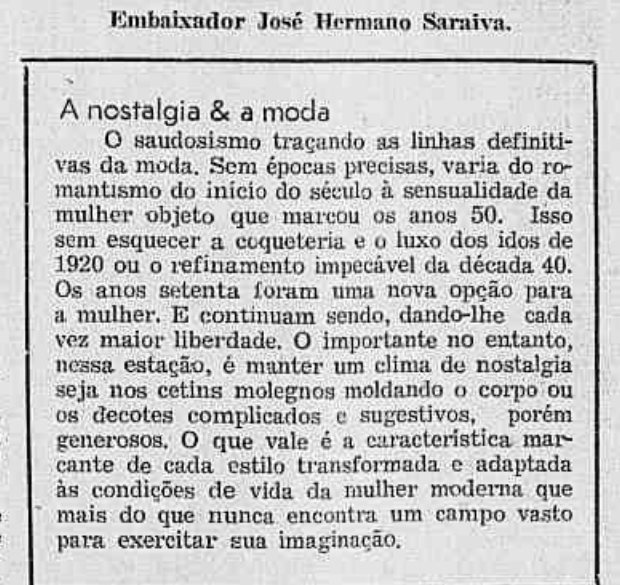 Embaixador José Hermano Saraiva.
A nostalgia & a moda
O saudosismo traçando as linhas definiti-
vas da moda. Sem épocas precisas, varia do ro-
mantismo do início do século à sensualidade da
mulher objeto que marcou os anos 50. Isso
sem esquecer a coqueteria e o luxo dos idos de
1920 ou o refinamento impecável da década 40.
Os anos setenta foram uma nova opção para
a mulher. E continuam sendo, dando-lhe cada
vez maior liberdade. O importante no entanto,
nessa estação, é manter um clima de nostalgia
seja nos cetins molegnos moldando o corpo ou
os decotes complicados e sugestivos, porém
generosos. O que vale é a característica mar-
cante de cada estilo transformada e adaptada
às condições de vida da mulher moderna que
mais do que nunca encontra um campo vasto
para exercitar sua imaginação.